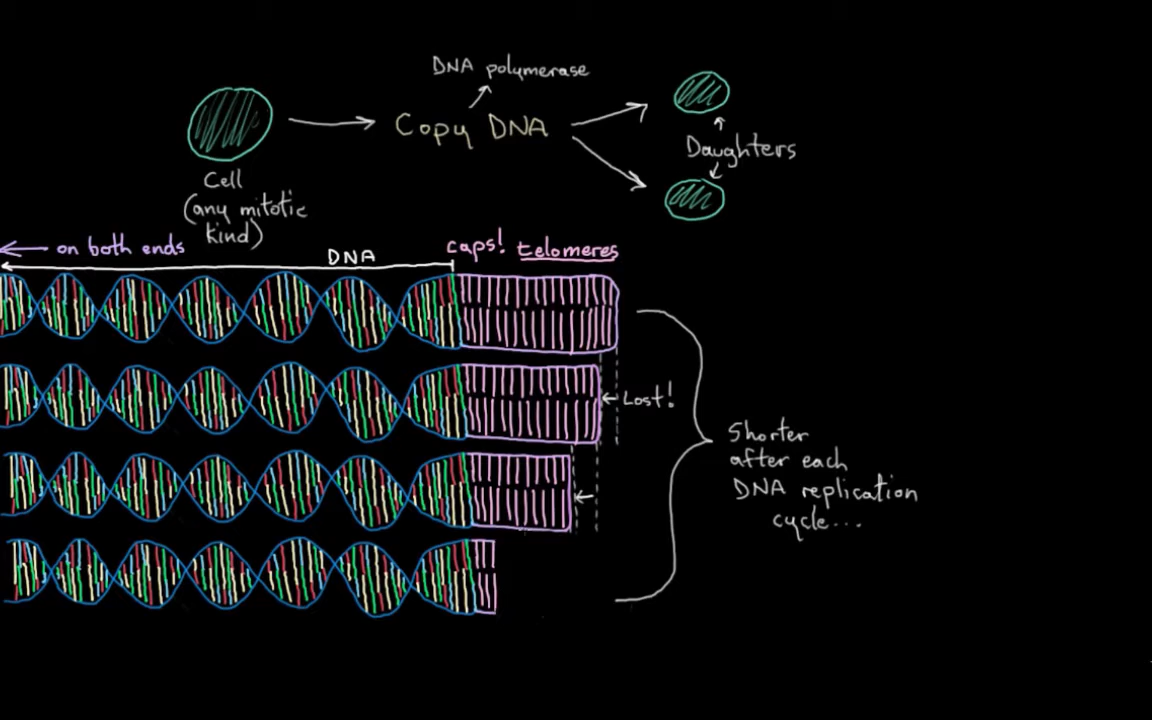 DNA polymerase
Copy DNA
Daughters
Cell
(any mitotic
kind)
on both ends
DNA
caps! telomeres
Lost!
Shorter
after each
DNA replication
cycle...